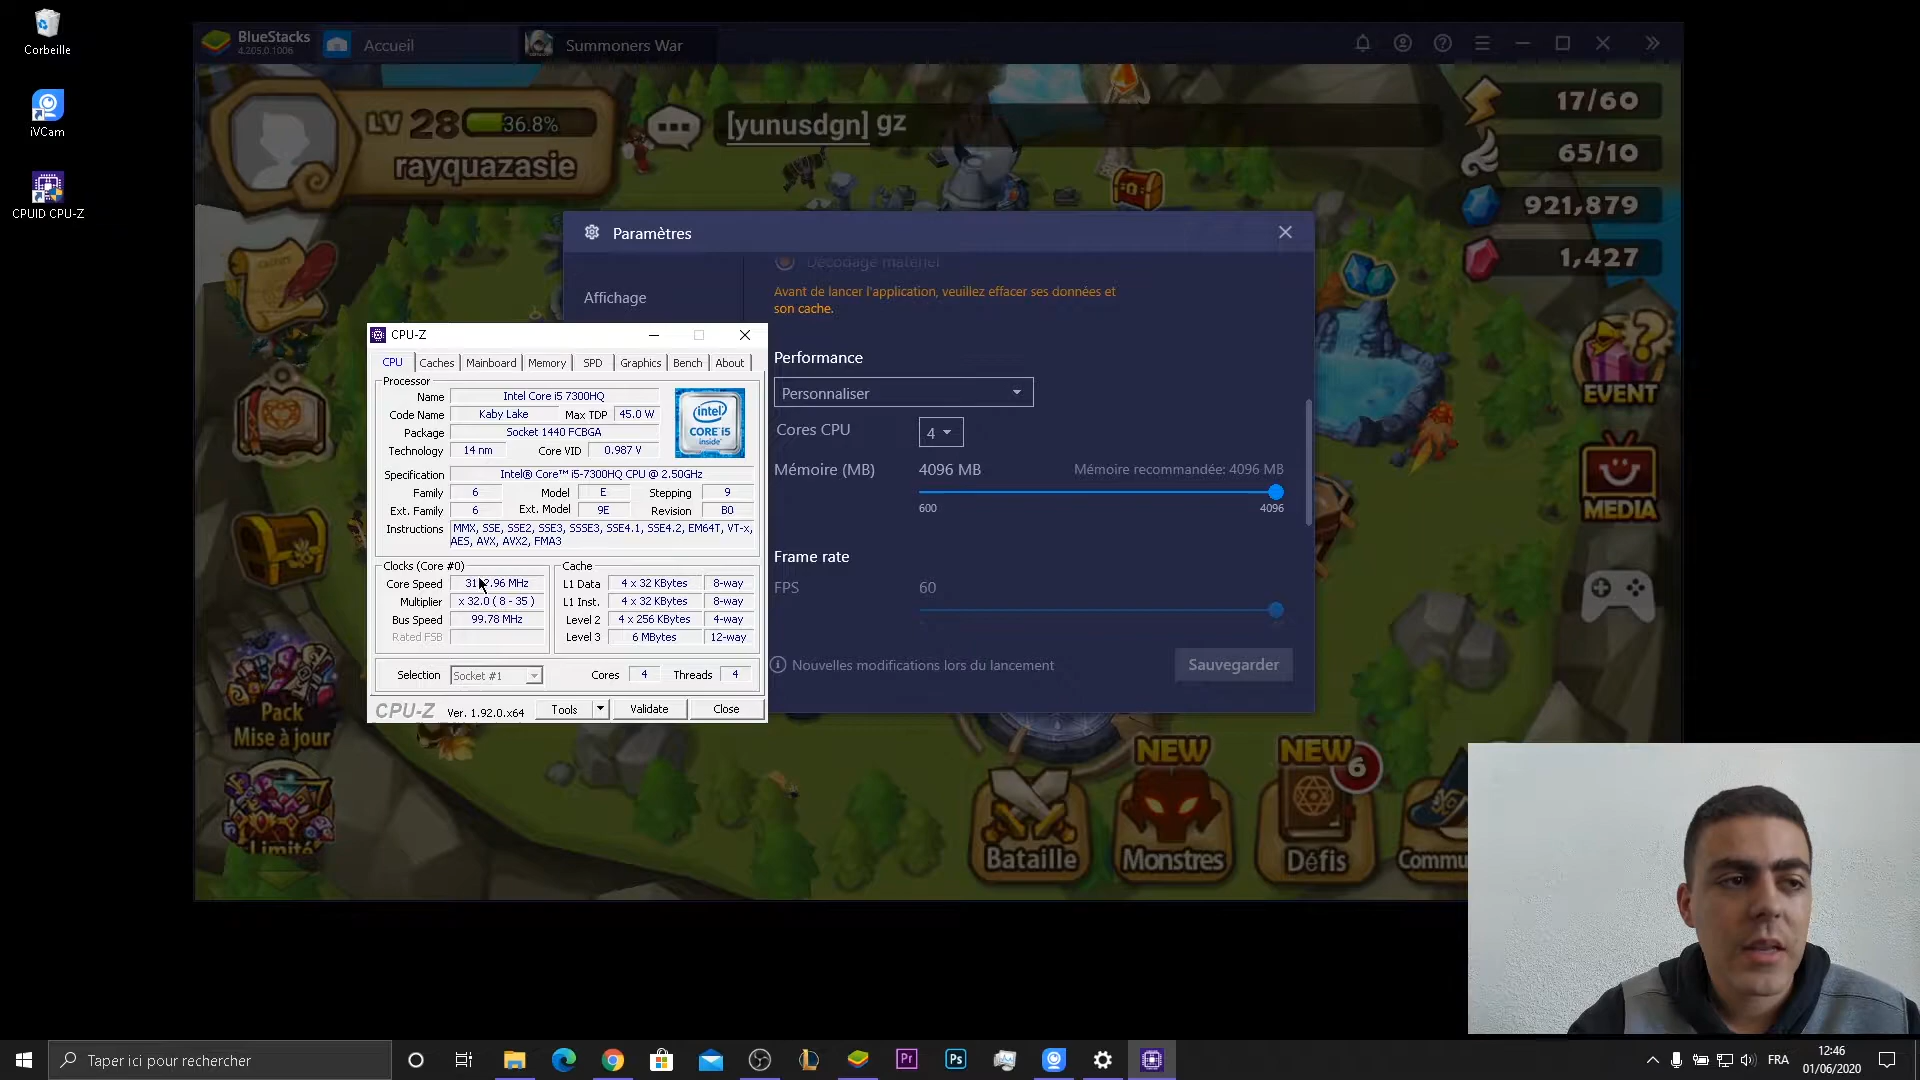 Corbeille
iVCam
CPUID CPU-Z
BlueStacks
4.205.0.1006
Accueil
Summoners War
LV 28
36.8%
rayquazasie
[yunusdgn] gz
17/60
65/10
921,879
1,427
EVENT
MEDIA
Pack
Mise à jour
Limité
NEW
NEW
6
Bataille
Monstres
Défis
Commu
Paramètres
Affichage
Décodage matériel
Avant de lancer l'application, veuillez effacer ses données et
son cache.
Performance
Personnaliser
Cores CPU
4
Mémoire (MB)
4096 MB
Mémoire recommandée: 4096 MB
600
4096
Frame rate
FPS
60
Nouvelles modifications lors du lancement
Sauvegarder
CPU-Z
CPU Caches Mainboard Memory SPD Graphics Bench About
Processor
Name Intel Core i5 7300HQ
Code Name Kaby Lake Max TDP 45.0 W
Package Socket 1440 FCBGA
Technology 14 nm Core VID 0.987 V
intel
CORE i5
inside
Specification Intel® Core™ i5-7300HQ CPU @ 2.50GHz
Family 6 Model E Stepping 9
Ext. Family 6 Ext. Model 9E Revision B0
Instructions MMX, SSE, SSE2, SSE3, SSSE3, SSE4.1, SSE4.2, EM64T, VT-x,
AES, AVX, AVX2, FMA3
Clocks (Core #0)
Core Speed MHz
Multiplier x 32.0 ( 8 - 35 )
Bus Speed 99.78 MHz
Rated FSB
Cache
L1 Data 4 x 32 KBytes 8-way
L1 Inst. 4 x 32 KBytes 8-way
Level 2 4 x 256 KBytes 4-way
Level 3 6 MBytes 12-way
Selection Socket #1 Cores 4 Threads 4
CPU-Z Ver. 1.92.0.x64 Tools Validate Close
Taper ici pour rechercher
Pr
Ps
FRA
12:46
01/06/2020